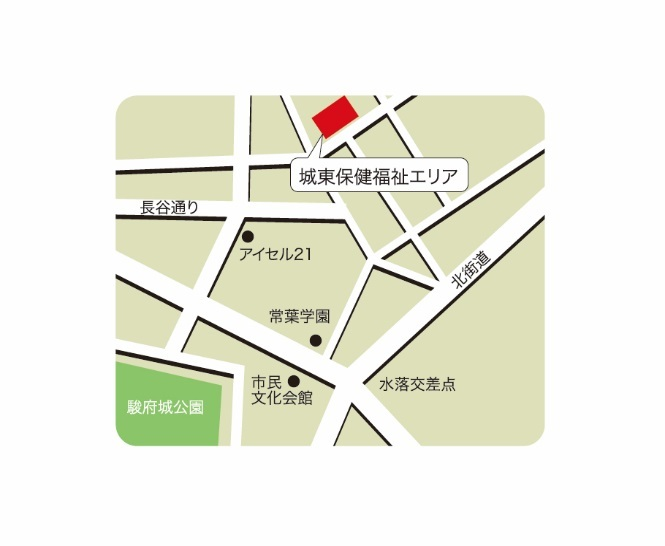 城東保健福祉エリア
長谷通り
アイセル21
北街道
常葉学園
市民
文化会館
水落交差点
駿府城公園